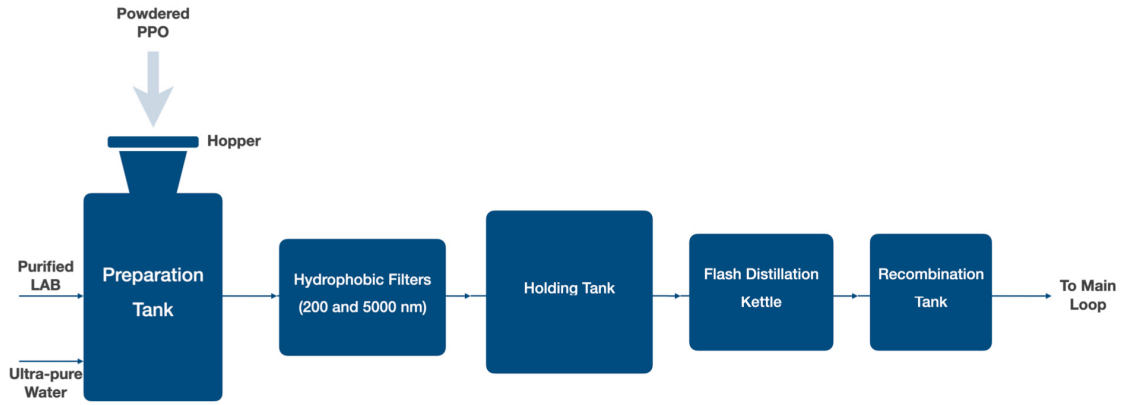 Powdered
PPO
Hopper
Purified
LAB
Ultra-pure
Water
Preparation
Tank
Hydrophobic Filters
(200 and 5000 nm)
Holding Tank
Flash Distillation
Kettle
Recombination
Tank
To Main
Loop